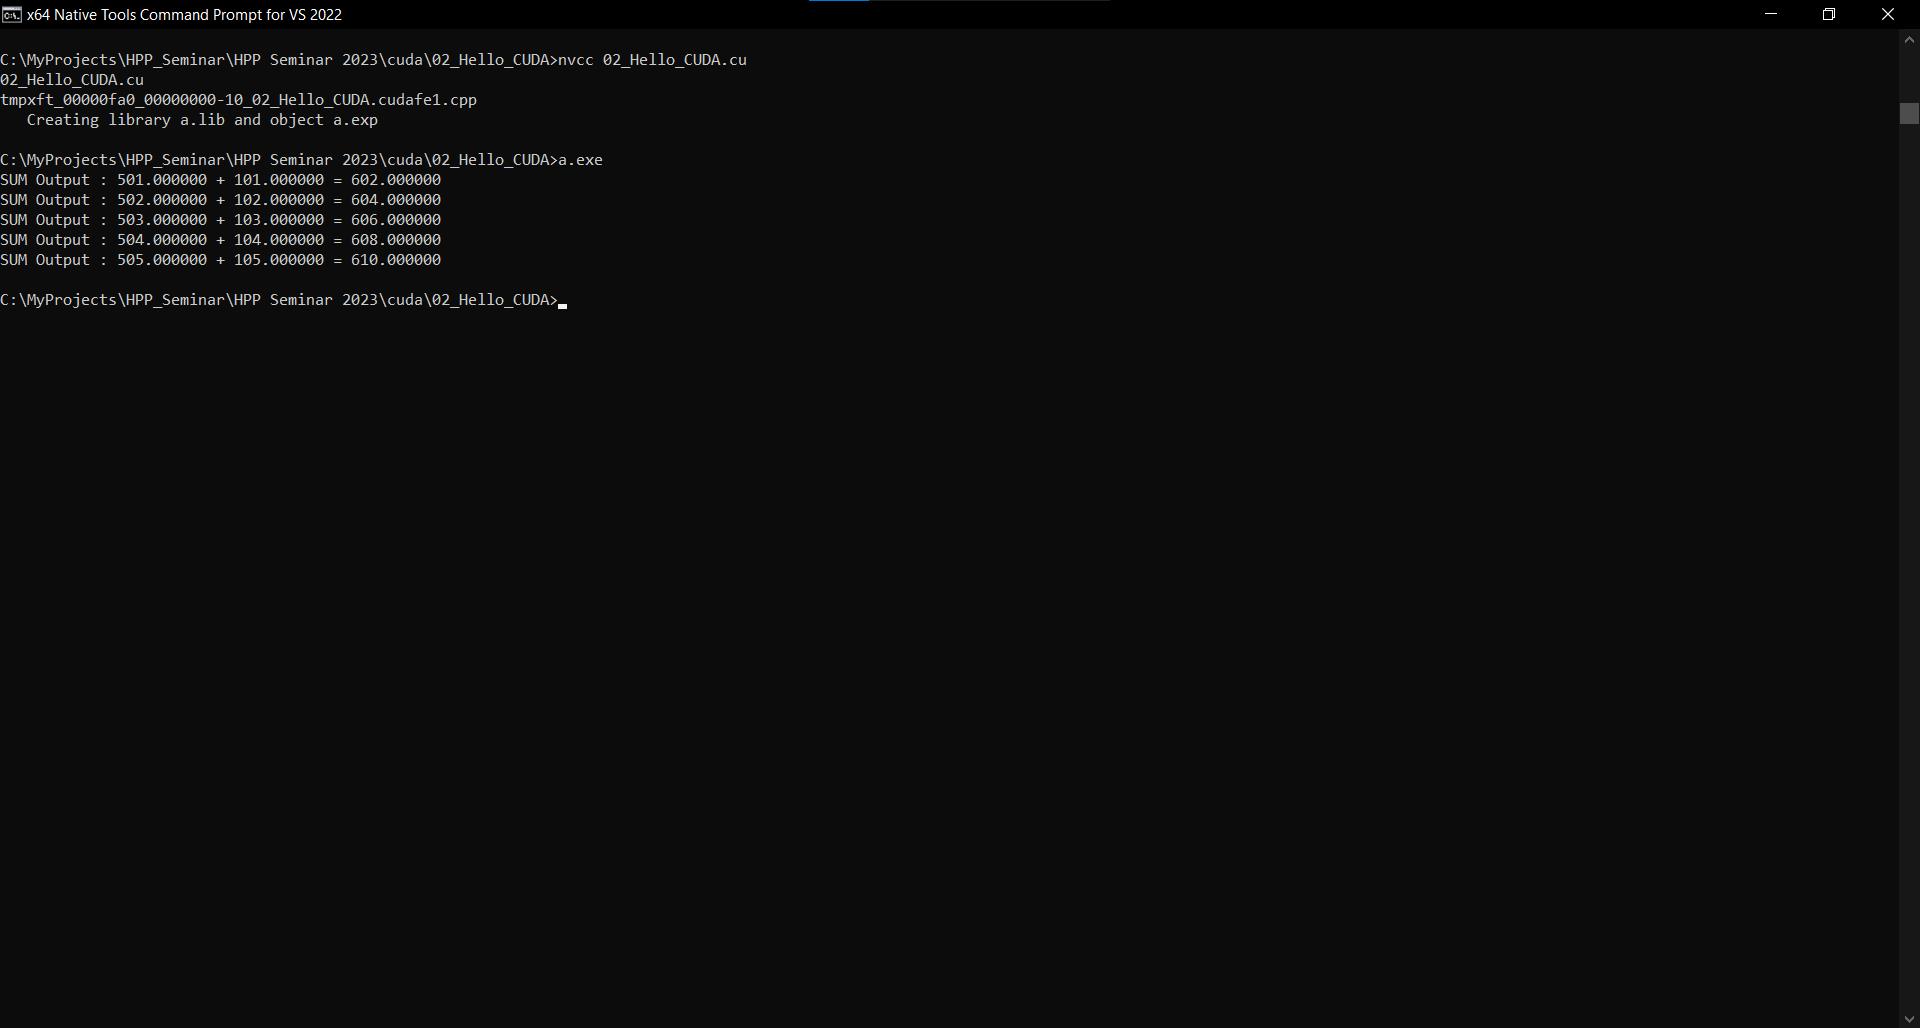 x64 Native Tools Command Prompt for VS 2022
C:\MyProjects\HPP_Seminar\HPP Seminar 2023\cuda\02_Hello_CUDA>nvcc 02_Hello_CUDA.cu
02_Hello_CUDA.cu
tmpxft_00000fa0_00000000-10_02_Hello_CUDA.cudafe1.cpp
   Creating library a.lib and object a.exp
C:\MyProjects\HPP_Seminar\HPP Seminar 2023\cuda\02_Hello_CUDA>a.exe
SUM Output : 501.000000 + 101.000000 = 602.000000
SUM Output : 502.000000 + 102.000000 = 604.000000
SUM Output : 503.000000 + 103.000000 = 606.000000
SUM Output : 504.000000 + 104.000000 = 608.000000
SUM Output : 505.000000 + 105.000000 = 610.000000
C:\MyProjects\HPP_Seminar\HPP Seminar 2023\cuda\02_Hello_CUDA>